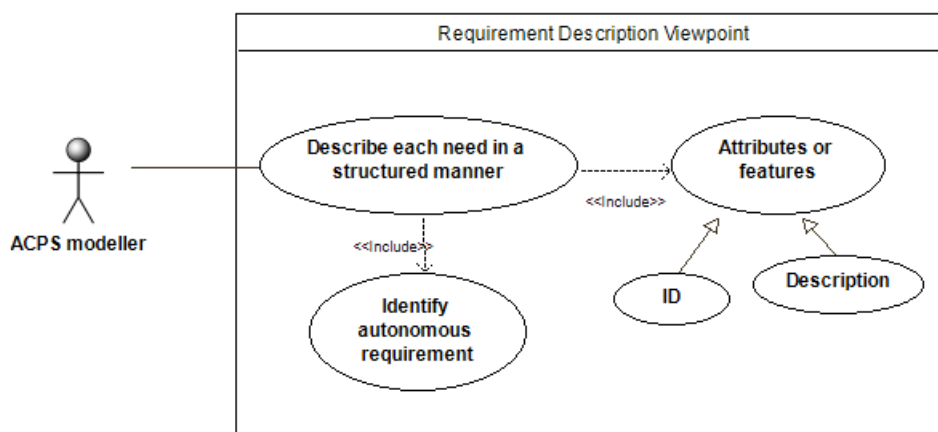 Requirement Description Viewpoint
Describe each need in a
structured manner
Attributes or
features
<<Include>>
ACPS modeller
<<Include>>
ID
Description
Identify
autonomous
requirement